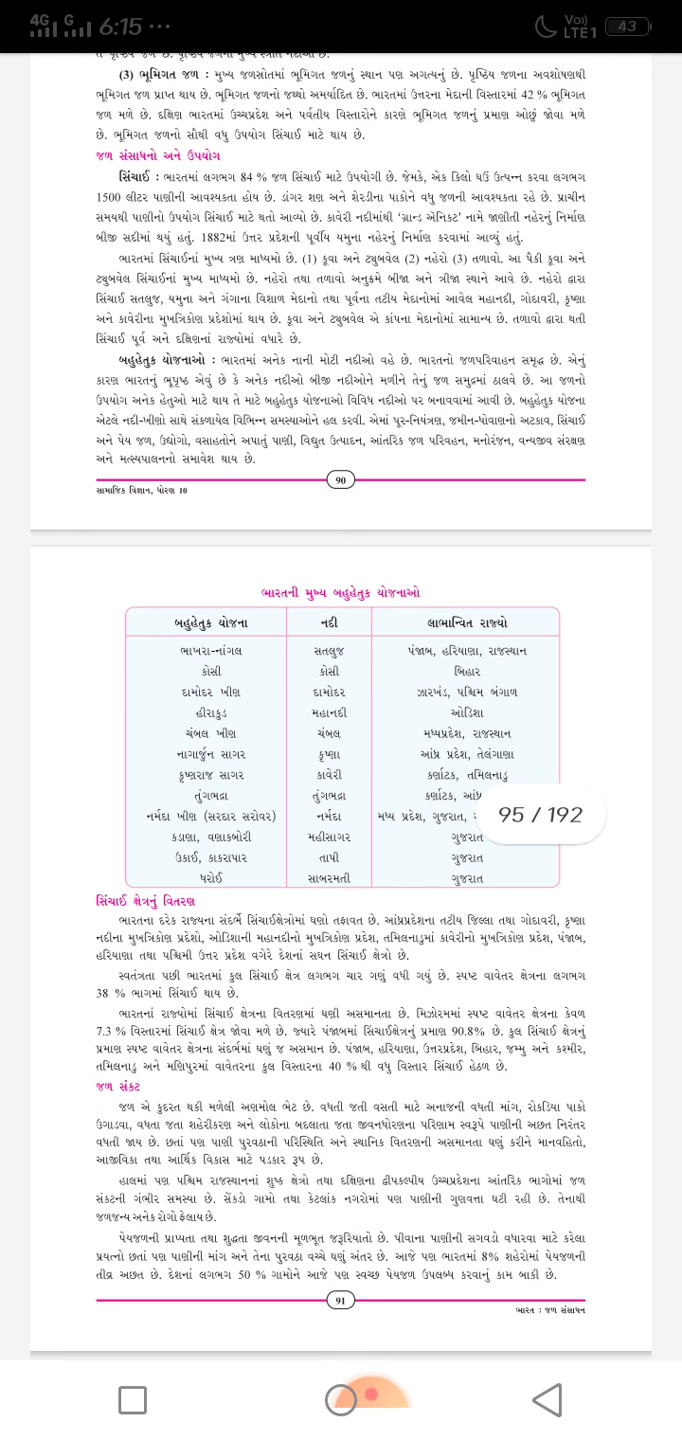 4G G 6:15 ••• Vo) LTE1 43
(3) ભૂમિગત જળ : મુખ્ય જળસ્રોતમાં ભૂમિગત જળનું સ્થાન પણ અગત્યનું છે. પૃષ્ઠિય જળના અવશોષણથી
ભૂમિગત જળ પ્રાપ્ત થાય છે. ભૂમિગત જળનો જથ્થો અમર્યાદિત છે. ભારતમાં ઉત્તરના મેદાની વિસ્તારમાં 42 % ભૂમિગત
જળ મળે છે. દક્ષિણ ભારતમાં ઉચ્ચપ્રદેશ અને પર્વતીય વિસ્તારોને કારણે ભૂમિગત જળનું પ્રમાણ ઓછું જોવા મળે
છે. ભૂમિગત જળનો સૌથી વધુ ઉપયોગ સિંચાઈ માટે થાય છે.
જળ સંસાધનો અને ઉપયોગ
સિંચાઈ : ભારતમાં લગભગ 84 % જળ સિંચાઈ માટે ઉપયોગી છે. જેમકે, એક કિલો ઘઉં ઉત્પન્ન કરવા લગભગ
1500 લીટર પાણીની આવશ્યકતા હોય છે. ડાંગર શણ અને શેરડીના પાકોને વધુ જળની આવશ્યકતા રહે છે. પ્રાચીન
સમયથી પાણીનો ઉપયોગ સિંચાઈ માટે થતો આવ્યો છે. કાવેરી નદીમાંથી ‘ગ્રાન્ડ એનિકટ’ નામે જાણીતી નહેરનું નિર્માણ
બીજી સદીમાં થયું હતું. 1882માં ઉત્તર પ્રદેશની પૂર્વીય યમુના નહેરનું નિર્માણ કરવામાં આવ્યું હતું.
ભારતમાં સિંચાઈનાં મુખ્ય ત્રણ માધ્યમો છે. (1) કૂવા અને ટ્યુબવેલ (2) નહેરો (3) તળાવો. આ પૈકી કૂવા અને
ટ્યુબવેલ સિંચાઈનાં મુખ્ય માધ્યમો છે. નહેરો તથા તળાવો અનુક્રમે બીજા અને ત્રીજા સ્થાને આવે છે. નહેરો દ્વારા
સિંચાઈ સતલુજ, યમુના અને ગંગાના વિશાળ મેદાનો તથા પૂર્વના તટીય મેદાનોમાં આવેલ મહાનદી, ગોદાવરી, કૃષ્ણા
અને કાવેરીના મુખત્રિકોણ પ્રદેશોમાં થાય છે. કૂવા અને ટ્યુબવેલ એ કાંપના મેદાનોમાં સામાન્ય છે. તળાવો દ્વારા થતી
સિંચાઈ પૂર્વ અને દક્ષિણનાં રાજ્યોમાં વધારે છે.
બહુહેતુક યોજનાઓ : ભારતમાં અનેક નાની મોટી નદીઓ વહે છે. ભારતનો જળપરિવાહન સમૃદ્ધ છે. એનું
કારણ ભારતનું ભૂપૃષ્ઠ એવું છે કે અનેક નદીઓ બીજી નદીઓને મળીને તેનું જળ સમુદ્રમાં ઠાલવે છે. આ જળનો
ઉપયોગ અનેક હેતુઓ માટે થાય તે માટે બહુહેતુક યોજનાઓ વિવિધ નદીઓ પર બનાવવામાં આવી છે. બહુહેતુક યોજના
એટલે નદી-ખીણો સાથે સંકળાયેલ વિભિન્ન સમસ્યાઓને હલ કરવી. એમાં પૂર-નિયંત્રણ, જમીન-ધોવાણનો અટકાવ, સિંચાઈ
અને પેય જળ, ઉદ્યોગો, વસાહતોને અપાતું પાણી, વિદ્યુત ઉત્પાદન, આંતરિક જળ પરિવહન, મનોરંજન, વન્યજીવ સંરક્ષણ
અને મત્સ્યપાલનનો સમાવેશ થાય છે.
90
સામાજિક વિજ્ઞાન, ધોરણ 10
ભારતની મુખ્ય બહુહેતુક યોજનાઓ
બહુહેતુક યોજના નદી લાભાન્વિત રાજ્યો
ભાખરા-નાંગલ સતલુજ પંજાબ, હરિયાણા, રાજસ્થાન
કોસી કોસી બિહાર
દામોદર ખીણ દામોદર ઝારખંડ, પશ્ચિમ બંગાળ
હીરાકુડ મહાનદી ઓડિશા
ચંબલ ખીણ ચંબલ મધ્યપ્રદેશ, રાજસ્થાન
નાગાર્જુન સાગર કૃષ્ણા આંધ્ર પ્રદેશ, તેલંગાણા
કૃષ્ણરાજ સાગર કાવેરી કર્ણાટક, તમિલનાડુ
તુંગભદ્રા તુંગભદ્રા કર્ણાટક, આંધ્ર
નર્મદા ખીણ (સરદાર સરોવર) નર્મદા મધ્ય પ્રદેશ, ગુજરાત, 95 / 192
કડાણા, વણાકબોરી મહીસાગર ગુજરાત
ઉકાઈ, કાકરાપાર તાપી ગુજરાત
ધરોઈ સાબરમતી ગુજરાત
સિંચાઈ ક્ષેત્રનું વિતરણ
ભારતના દરેક રાજ્યના સંદર્ભે સિંચાઈક્ષેત્રોમાં ઘણો તફાવત છે. આંધ્રપ્રદેશના તટીય જિલ્લા તથા ગોદાવરી, કૃષ્ણા
નદીના મુખત્રિકોણ પ્રદેશો, ઓડિશાની મહાનદીનો મુખત્રિકોણ પ્રદેશ, તમિલનાડુમાં કાવેરીનો મુખત્રિકોણ પ્રદેશ, પંજાબ,
હરિયાણા તથા પશ્ચિમી ઉત્તર પ્રદેશ વગેરે દેશનાં સઘન સિંચાઈ ક્ષેત્રો છે.
સ્વતંત્રતા પછી ભારતમાં કુલ સિંચાઈ ક્ષેત્ર લગભગ ચાર ગણું વધી ગયું છે. સ્પષ્ટ વાવેતર ક્ષેત્રના લગભગ
38 % ભાગમાં સિંચાઈ થાય છે.
ભારતનાં રાજ્યોમાં સિંચાઈ ક્ષેત્રના વિતરણમાં ઘણી અસમાનતા છે. મિઝોરમમાં સ્પષ્ટ વાવેતર ક્ષેત્રના કેવળ
7.3 % વિસ્તારમાં સિંચાઈ ક્ષેત્ર જોવા મળે છે. જ્યારે પંજાબમાં સિંચાઈક્ષેત્રનું પ્રમાણ 90.8% છે. કુલ સિંચાઈ ક્ષેત્રનું
પ્રમાણ સ્પષ્ટ વાવેતર ક્ષેત્રના સંદર્ભમાં ઘણું જ અસમાન છે. પંજાબ, હરિયાણા, ઉત્તરપ્રદેશ, બિહાર, જમ્મુ અને કશ્મીર,
તમિલનાડુ અને મણિપુરમાં વાવેતરના કુલ વિસ્તારના 40 % થી વધુ વિસ્તાર સિંચાઈ હેઠળ છે.
જળ સંકટ
જળ એ કુદરત થકી મળેલી અણમોલ ભેટ છે. વધતી જતી વસતી માટે અનાજની વધતી માંગ, રોકડિયા પાકો
ઉગાડવા, વધતા જતા શહેરીકરણ અને લોકોના બદલાતા જતા જીવનધોરણના પરિણામ સ્વરૂપે પાણીની અછત નિરંતર
વધતી જાય છે. છતાં પણ પાણી પુરવઠાની પરિસ્થિતિ અને સ્થાનિક વિતરણની અસમાનતા ઘણું કરીને માનવહિતો,
આજીવિકા તથા આર્થિક વિકાસ માટે પડકાર રૂપ છે.
હાલમાં પણ પશ્ચિમ રાજસ્થાનનાં શુષ્ક ક્ષેત્રો તથા દક્ષિણના દ્વીપકલ્પીય ઉચ્ચપ્રદેશના આંતરિક ભાગોમાં જળ
સંકટની ગંભીર સમસ્યા છે. સેંકડો ગામો તથા કેટલાંક નગરોમાં પણ પાણીની ગુણવત્તા ઘટી રહી છે. તેનાથી
જળજન્ય અનેક રોગો ફેલાય છે.
પેયજળની પ્રાપ્યતા તથા શુદ્ધતા જીવનની મૂળભૂત જરૂરિયાતો છે. પીવાના પાણીની સગવડો વધારવા માટે કરેલા
પ્રયત્નો છતાં પણ પાણીની માંગ અને તેના પુરવઠા વચ્ચે ઘણું અંતર છે. આજે પણ ભારતમાં 8% શહેરોમાં પેયજળની
તીવ્ર અછત છે. દેશનાં લગભગ 50 % ગામોને આજે પણ સ્વચ્છ પેયજળ ઉપલબ્ધ કરવાનું કામ બાકી છે.
91
ભારત : જળ સંસાધન